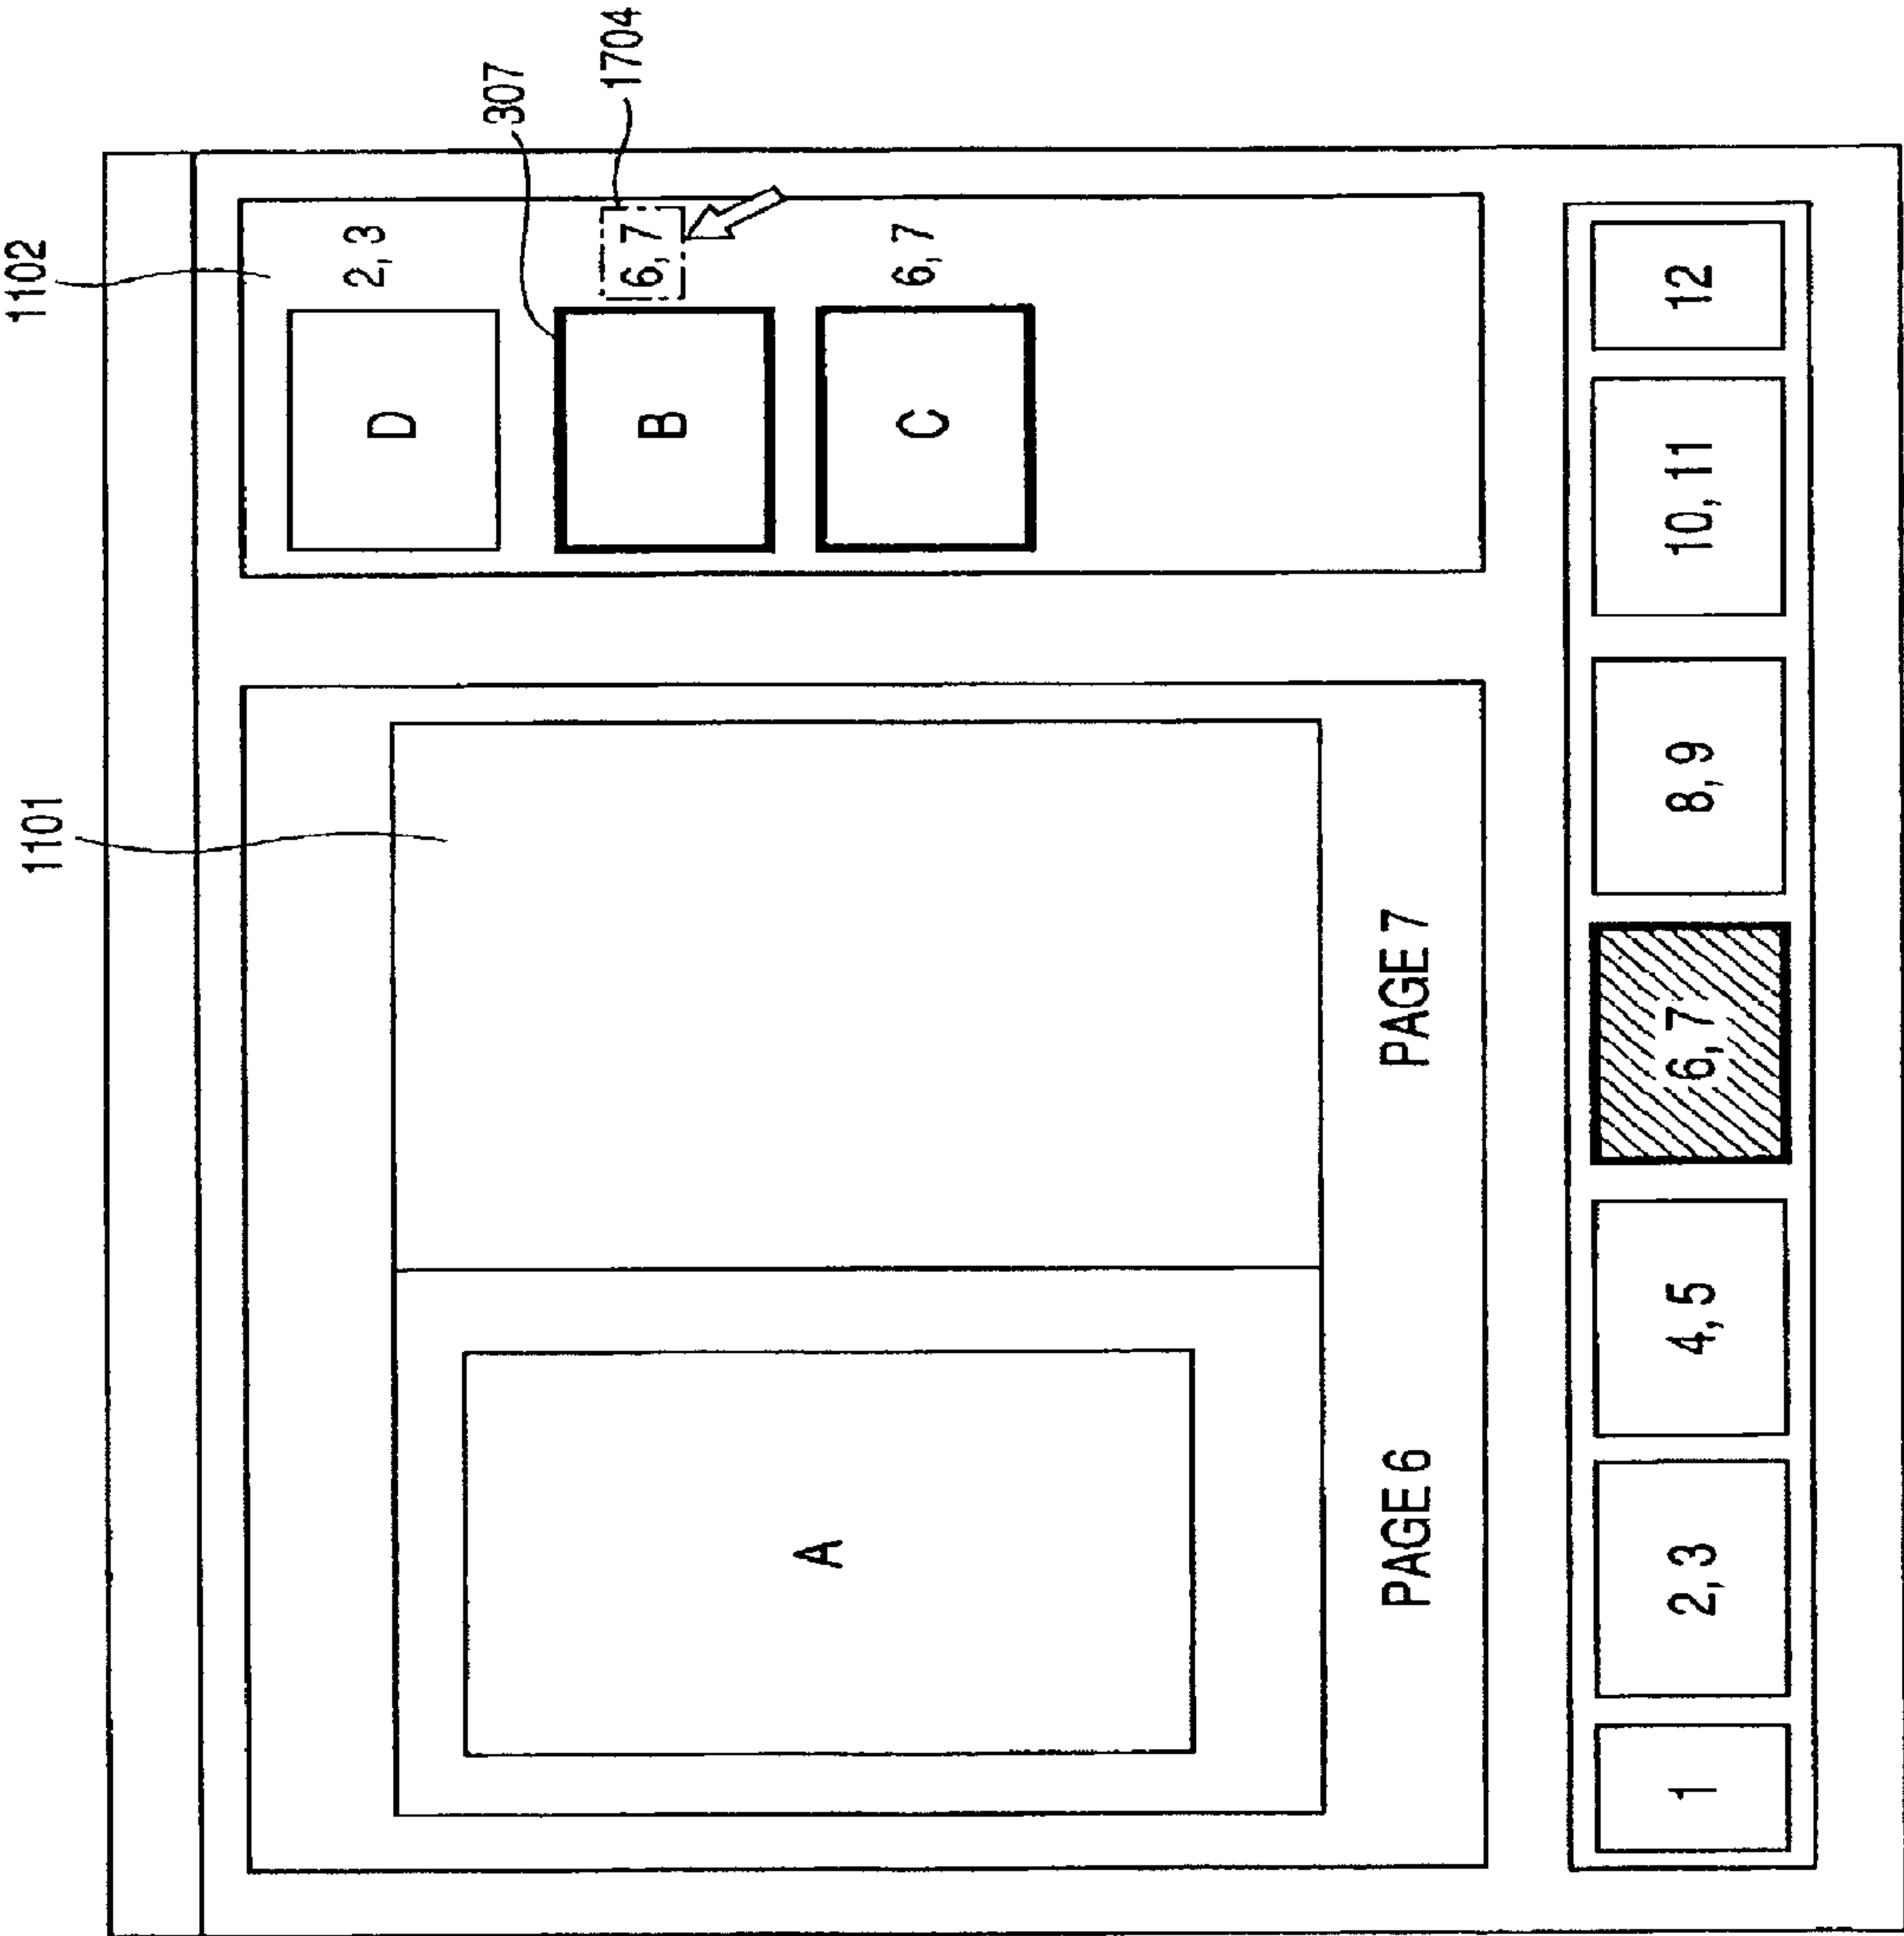 1101
1102
307
1704
D
2, 3
B
6, 7
C
6, 7
A
PAGE 6
PAGE 7
1
2, 3
4, 5
6, 7
8, 9
10, 11
12